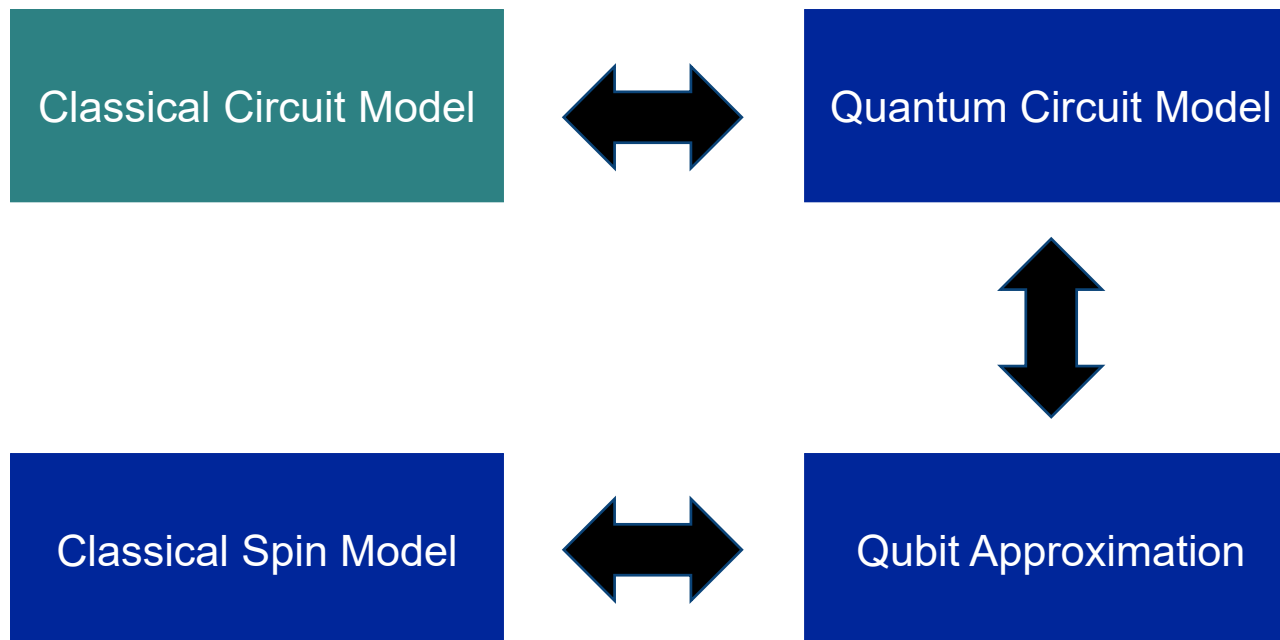 Classical Circuit Model
Quantum Circuit Model
Classical Spin Model
Qubit Approximation